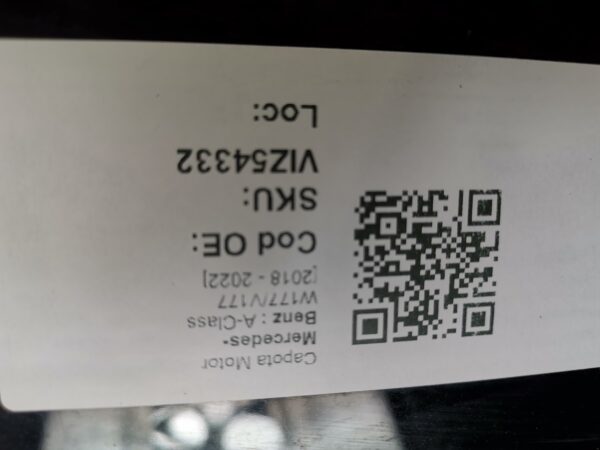 Capota Motor
Mercedes-
Benz : A-Class
W177/V177
[2018 - 2022]
Cod OE:
SKU:
VIZ54332
Loc: